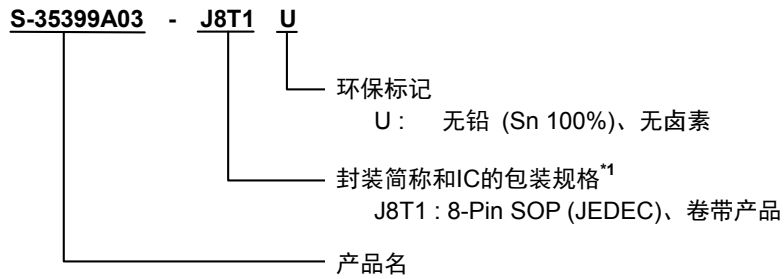 S-35399A03 - J8T1 U
环保标记
U : 无铅 (Sn 100%)、无卤素
封装简称和IC的包装规格*1
J8T1 : 8-Pin SOP (JEDEC)、卷带产品
产品名